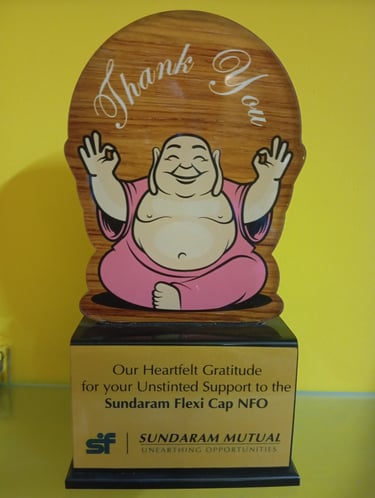 Thank You
Our Heartfelt Gratitude
for your Unstinted Support to the
Sundaram Flexi Cap NFO
sf SUNDARAM MUTUAL
UNEARTHING OPPORTUNITIES